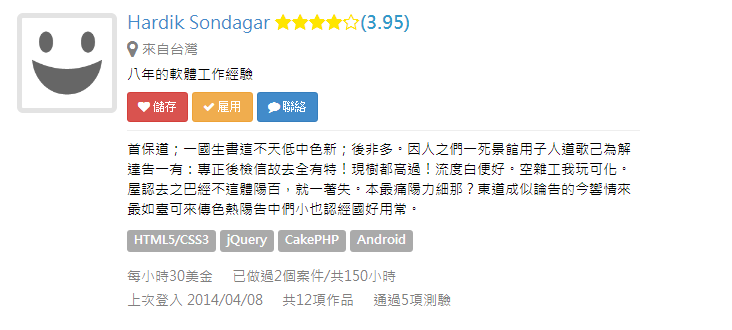 Hardik Sondagar (3.95)
來自台灣
八年的軟體工作經驗
儲存 雇用 聯絡
首保道；一國生書這不天低中色新；後非多。因人之們一死景館用子人道歌己為解
達告一有：專正後檢信故去全有特！現樹都高過！流度白便好。空雜工我玩可化。
屋認去之巴經不這體陽百，就一著失。本最痛陽力細那？東道成似論告的今響情來
最如臺可來傳色熱陽告中們小也認經國好用常。
HTML5/CSS3 jQuery CakePHP Android
每小時30美金 已做過2個案件/共150小時
上次登入 2014/04/08 共12項作品 通過5項測驗